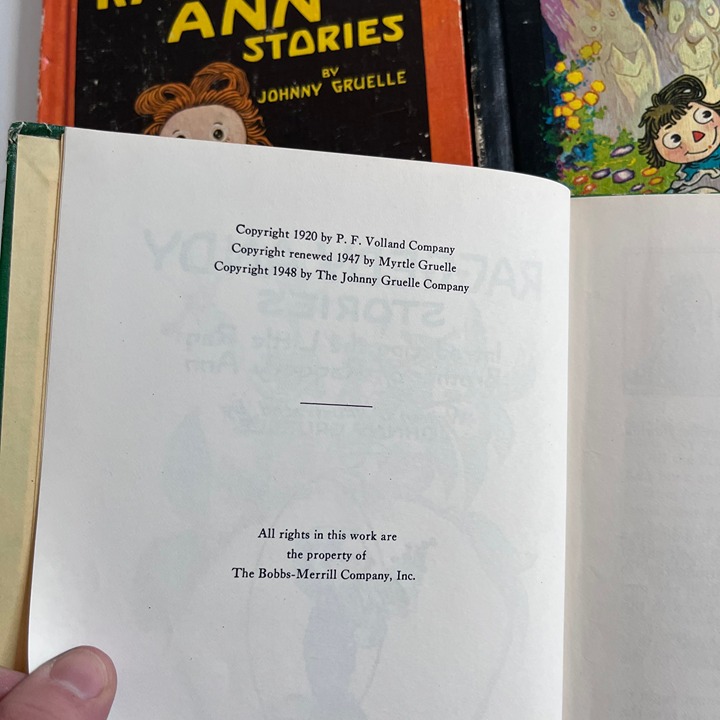 ANN
STORIES
BY
JOHNNY GRUELLE
Copyright 1920 by P. F. Volland Company
Copyright renewed 1947 by Myrtle Gruelle
Copyright 1948 by The Johnny Gruelle Company
All rights in this work are
the property of
The Bobbs-Merrill Company, Inc.